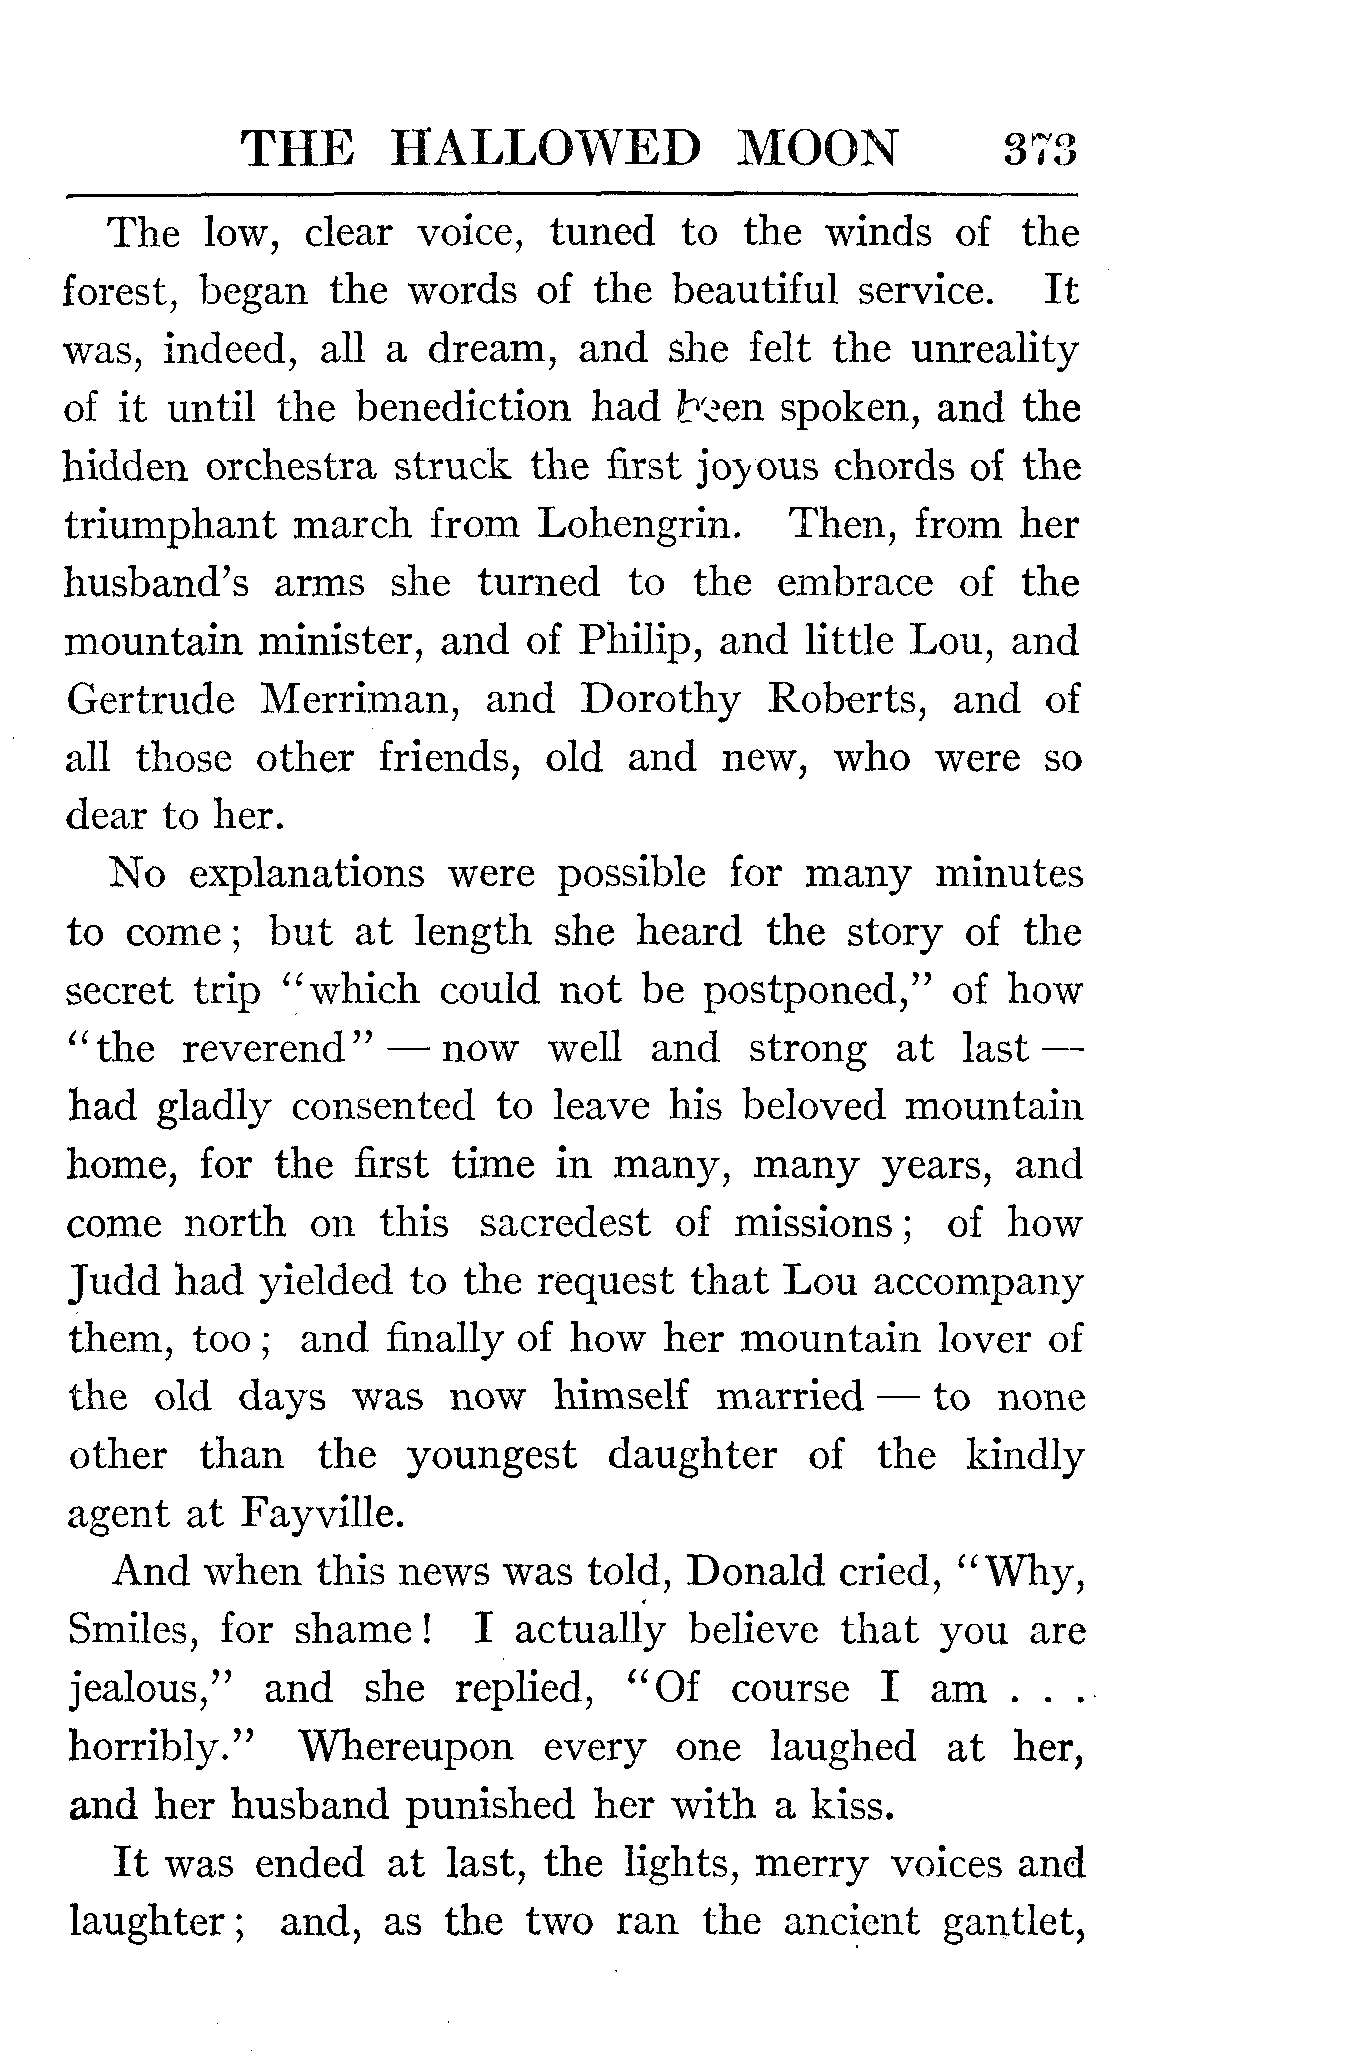 THE HALLOWED MOON 373
The low, clear voice, tuned to the winds of the
forest, began the words of the beautiful service. It
was, indeed, all a dream, and she felt the unreality
of it until the benediction had been spoken, and the
hidden orchestra struck the first joyous chords of the
triumphant march from Lohengrin. Then, from her
husband's arms she turned to the embrace of the
mountain minister, and of Philip, and little Lou, and
Gertrude Merriman, and Dorothy Roberts, and of
all those other friends, old and new, who were so
dear to her.
No explanations were possible for many minutes
to come; but at length she heard the story of the
secret trip "which could not be postponed," of how
"the reverend" — now well and strong at last —
had gladly consented to leave his beloved mountain
home, for the first time in many, many years, and
come north on this sacredest of missions; of how
Judd had yielded to the request that Lou accompany
them, too; and finally of how her mountain lover of
the old days was now himself married — to none
other than the youngest daughter of the kindly
agent at Fayville.
And when this news was told, Donald cried, "Why,
Smiles, for shame! I actually believe that you are
jealous," and she replied, "Of course I am . . .
horribly." Whereupon every one laughed at her,
and her husband punished her with a kiss.
It was ended at last, the lights, merry voices and
laughter; and, as the two ran the ancient gantlet,